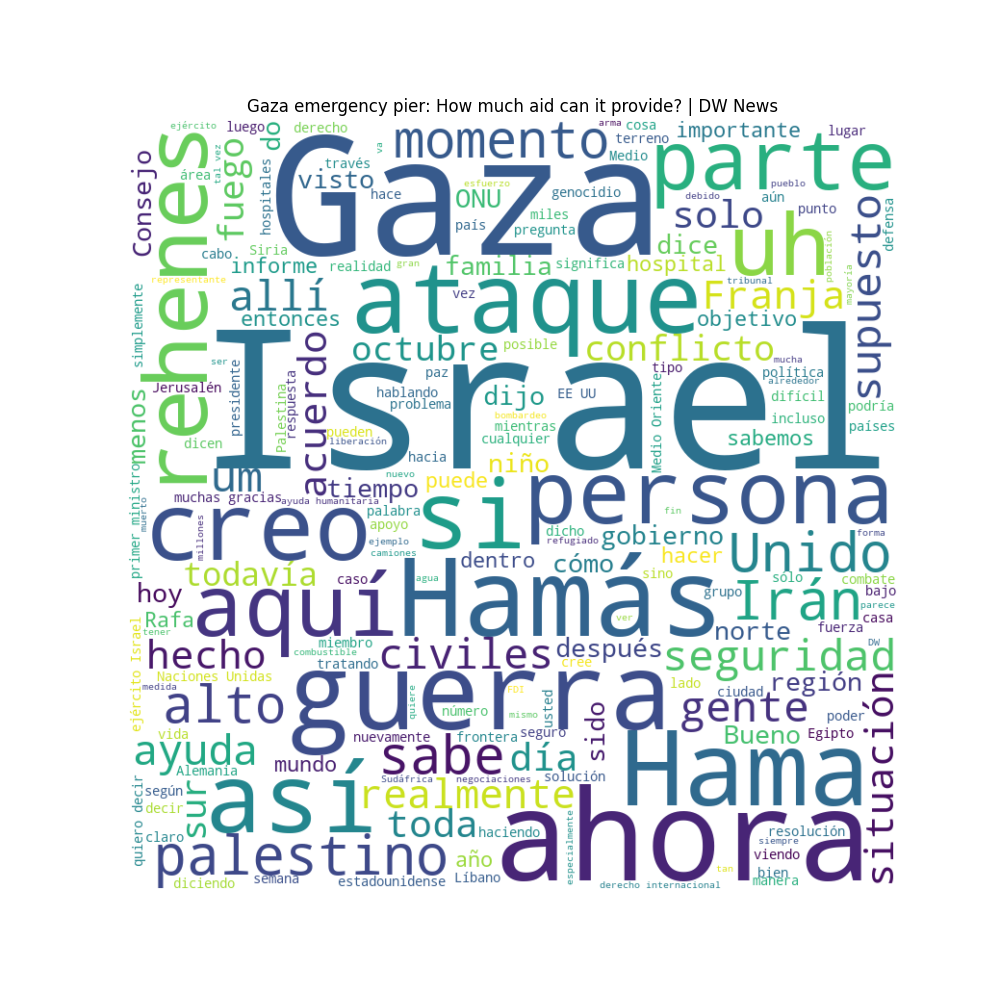 Gaza emergency pier: How much aid can it provide? | DW News
ejército
luego
derecho
va
momento
arma
cosa
terreno
importante
lugar
Consejo
rehenes
área
tal vez
fuego
hospitales
do
Gaza
través
visto
hace
esfuerzo
ONU
país
genocidio
miles
pregunta
Medio
parte
debido
pueblo
aún
solo
punto
uh
población
mayoría
supuesto
defensa
cabo.
Siria
informe
realidad
gran
familia
significa
dice
hospital
tribunal
representante
allí
entonces
vez
ataque
Franja
objetivo
simplemente
octubre
posible
conflicto
tipo
mucha
política
alrededor
ser
Jerusalén
presidente
Palestina
respuesta
acuerdo
paz
hablando
problema
dijo
EE UU
bombardeo
mientras
cualquier
Medio Oriente
difícil
incluso
podría
países
sabemos
menos
dicen
Israel
pueden
liberación
hacia
nuevo
niño
um
tiempo
puede
muchas gracias
ayuda humanitaria
primer ministro
muerto
creo
millones
palabra
apoyo
ejemplo
camiones
si
persona
fin
dicho
refugiado
gobierno
forma
todavía
caso
agua
dentro
cómo
hacer
sino
Unido
sólo
combate
hoy
aquí
Hamás
grupo
Irán
bajo
parece
casa
Rafa
tener
ver
norte
fuerza
DW
hecho
miembro
combustible
tratando
civiles
después
cree
seguridad
ejército Israel
Naciones Unidas
medida
lado
ciudad
región
alto
guerra
quiere
FDI
número
mismo
usted
sido
gente
poder
situación
vida
nuevamente
frontera
seguro
Bueno
Egipto
ayuda
Alemania
mundo
sabe
Sudáfrica
negociaciones
día
solución
Hama
quiero decir
según
decir
sur
así
realmente
claro
toda
haciendo
especialmente
ahora
resolución
siempre
viendo
palestino
año
tan
bien
diciendo
semana
estadounidense
Líbano
derecho internacional
manera